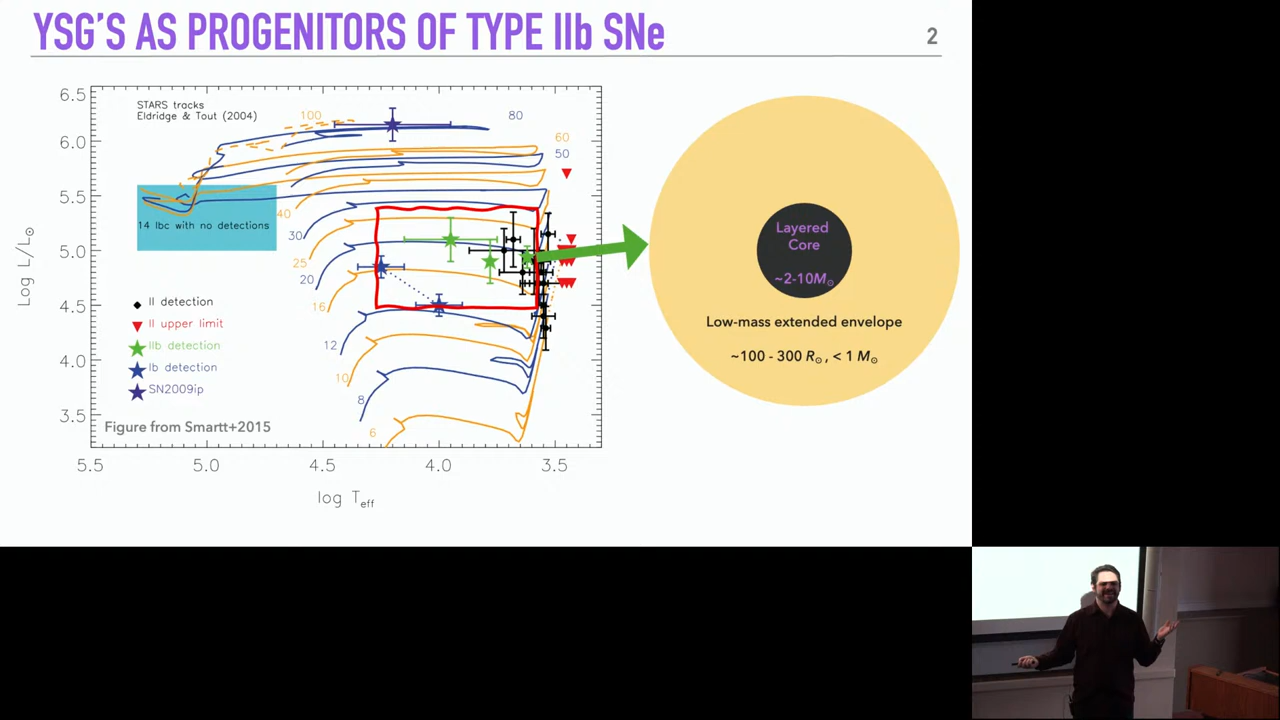 YSG'S AS PROGENITORS OF TYPE IIb SNe
2
STARS tracks
Eldridge & Tout (2004)
100
80
60
50
40
30
25
20
16
12
10
8
6
14 Ibc with no detections
II detection
II upper limit
IIb detection
Ib detection
SN2009ip
Figure from Smartt+2015
6.5
6.0
5.5
5.0
4.5
4.0
3.5
Log L/L☉
5.5
5.0
4.5
4.0
3.5
log Teff
Layered
Core
~2-10M☉
Low-mass extended envelope
~100 - 300 R☉, < 1 M☉